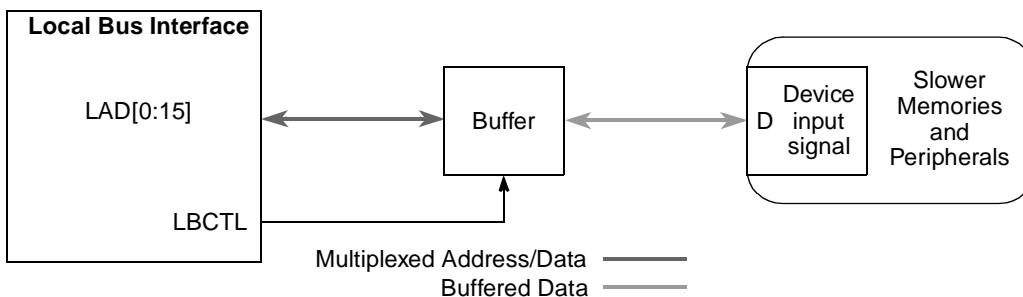 Local Bus Interface
LAD[0:15]
LBCTL
Buffer
D
Device
input
signal
Slower
Memories
and
Peripherals
Multiplexed Address/Data
Buffered Data